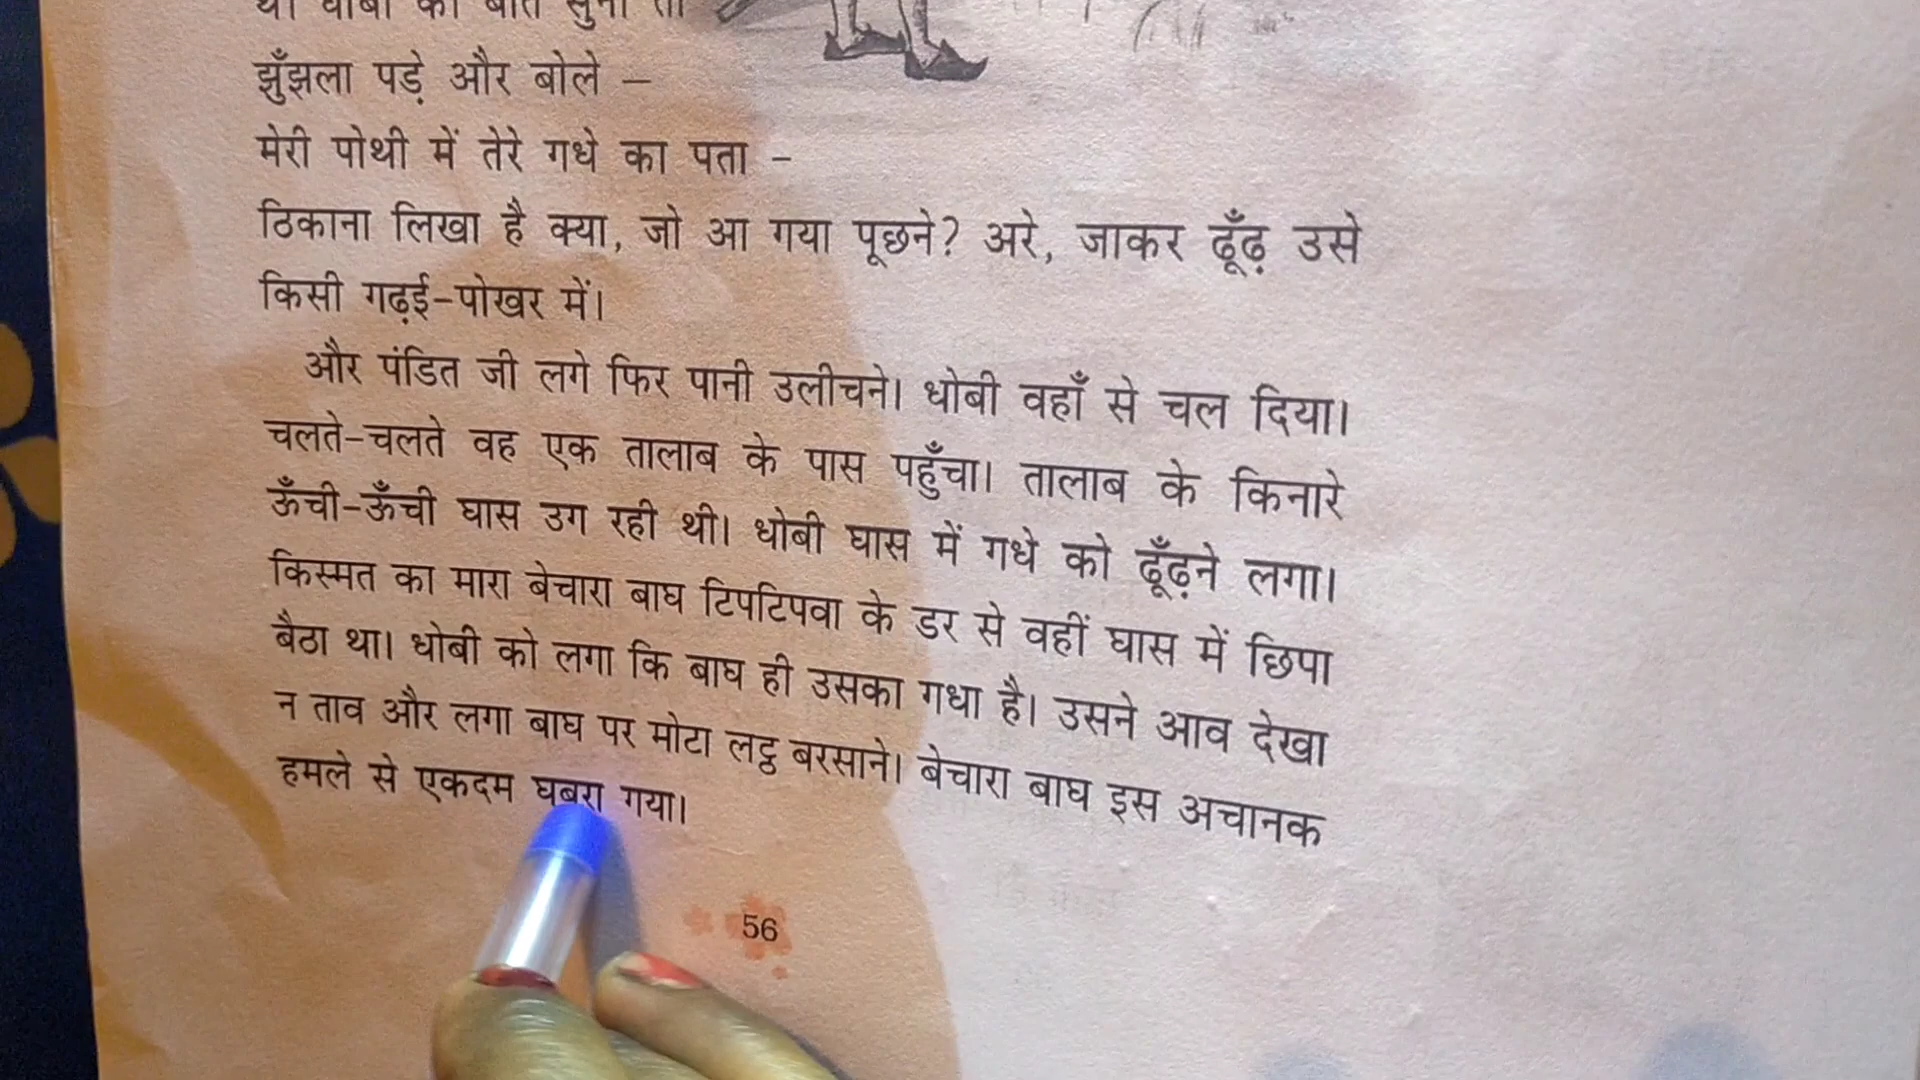 था। धोबी की बात सुनी तो
झुँझला पड़े और बोले –
मेरी पोथी में तेरे गधे का पता –
ठिकाना लिखा है क्या, जो आ गया पूछने? अरे, जाकर ढूँढ़ उसे
किसी गढ़ई-पोखर में।
और पंडित जी लगे फिर पानी उलीचने। धोबी वहाँ से चल दिया।
चलते-चलते वह एक तालाब के पास पहुँचा। तालाब के किनारे
ऊँची-ऊँची घास उग रही थी। धोबी घास में गधे को ढूँढ़ने लगा।
किस्मत का मारा बेचारा बाघ टिपटिपवा के डर से वहीं घास में छिपा
बैठा था। धोबी को लगा कि बाघ ही उसका गधा है। उसने आव देखा
न ताव और लगा बाघ पर मोटा लट्ठ बरसाने। बेचारा बाघ इस अचानक
हमले से एकदम घबरा गया।
56